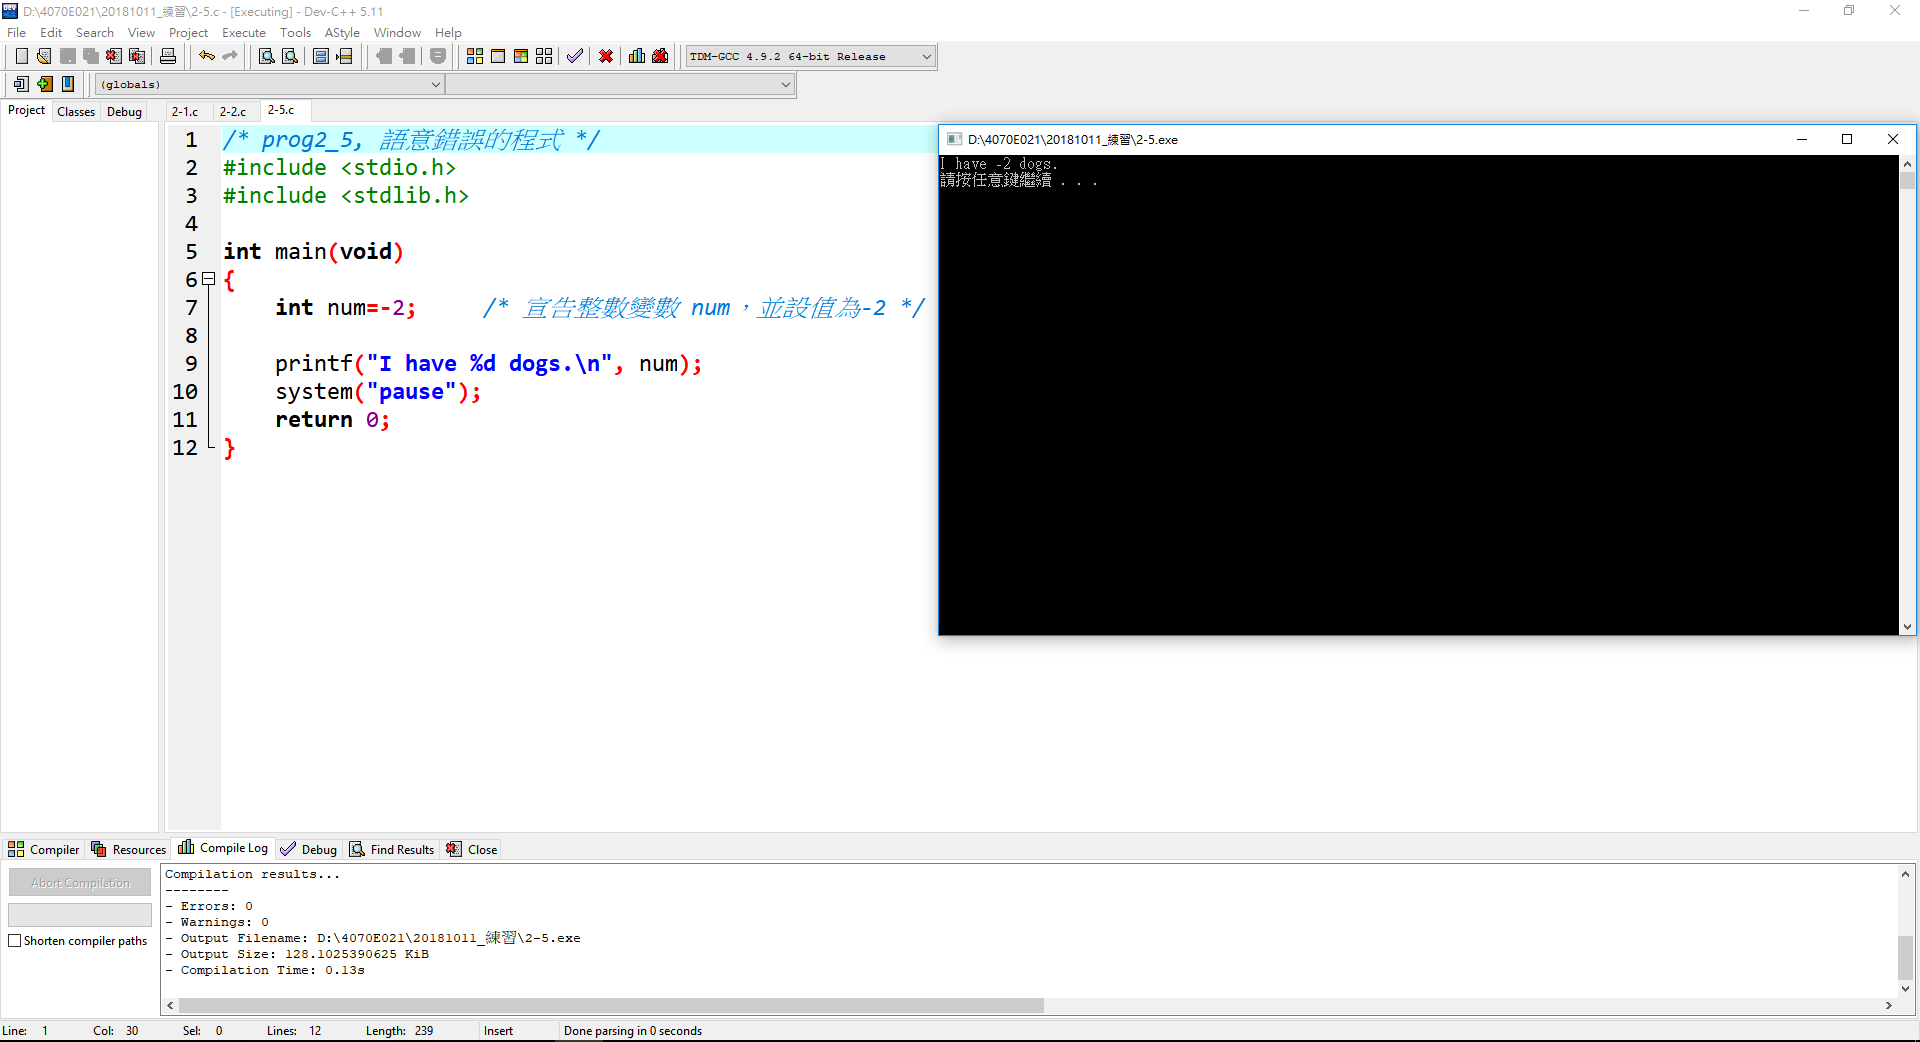 D:\4070E021\20181011_練習\2-5.c - [Executing] - Dev-C++ 5.11
File Edit Search View Project Execute Tools AStyle Window Help
TDM-GCC 4.9.2 64-bit Release
(globals)
Project Classes Debug
2-1.c 2-2.c 2-5.c
1 /* prog2_5, 語意錯誤的程式 */
2 #include <stdio.h>
3 #include <stdlib.h>
4
5 int main(void)
6 {
7 int num=-2; /* 宣告整數變數 num，並設值為-2 */
8
9 printf("I have %d dogs.\n", num);
10 system("pause");
11 return 0;
12 }
D:\4070E021\20181011_練習\2-5.exe
I have -2 dogs.
請按任意鍵繼續 . . .
Compiler Resources Compile Log Debug Find Results Close
Abort Compilation
Shorten compiler paths
Compilation results...
--------
- Errors: 0
- Warnings: 0
- Output Filename: D:\4070E021\20181011_練習\2-5.exe
- Output Size: 128.1025390625 KiB
- Compilation Time: 0.13s
Line: 1 Col: 30 Sel: 0 Lines: 12 Length: 239 Insert Done parsing in 0 seconds